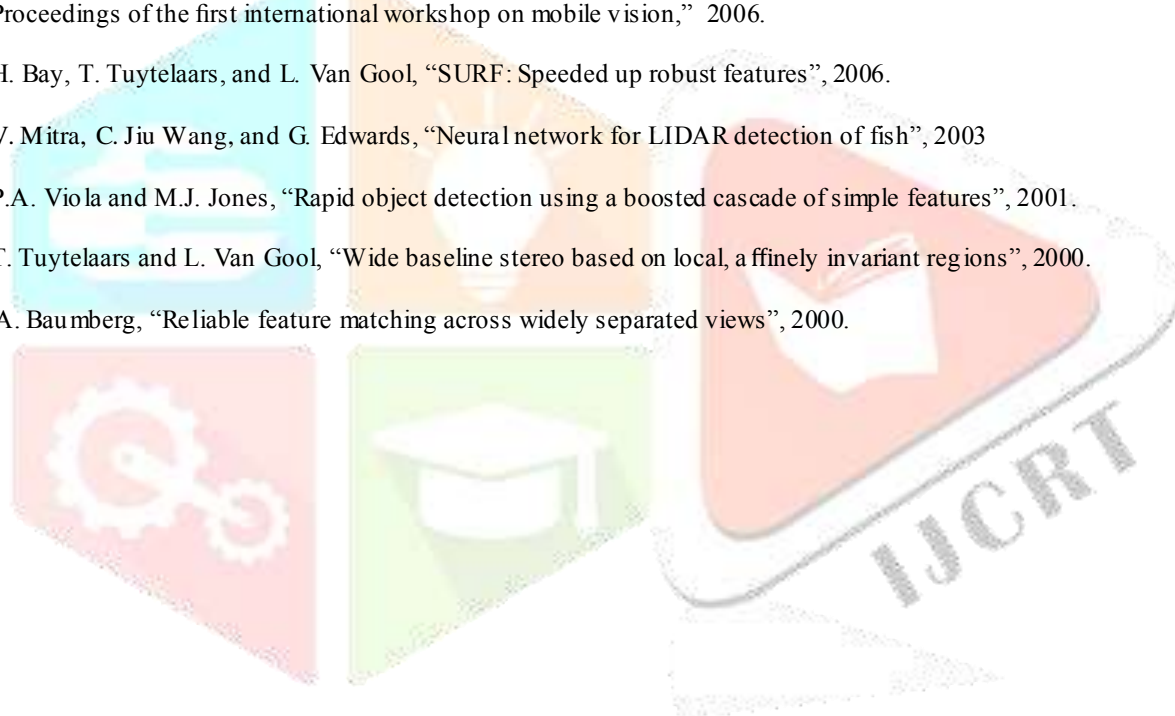 Proceedings of the first international workshop on mobile vision,” 2006.
H. Bay, T. Tuytelaars, and L. Van Gool, “SURF: Speeded up robust features”, 2006.
V. Mitra, C. Jiu Wang, and G. Edwards, “Neural network for LIDAR detection of fish”, 2003
P.A. Viola and M.J. Jones, “Rapid object detection using a boosted cascade of simple features”, 2001.
T. Tuytelaars and L. Van Gool, “Wide baseline stereo based on local, affinely invariant regions”, 2000.
A. Baumberg, “Reliable feature matching across widely separated views”, 2000.
IJCRT